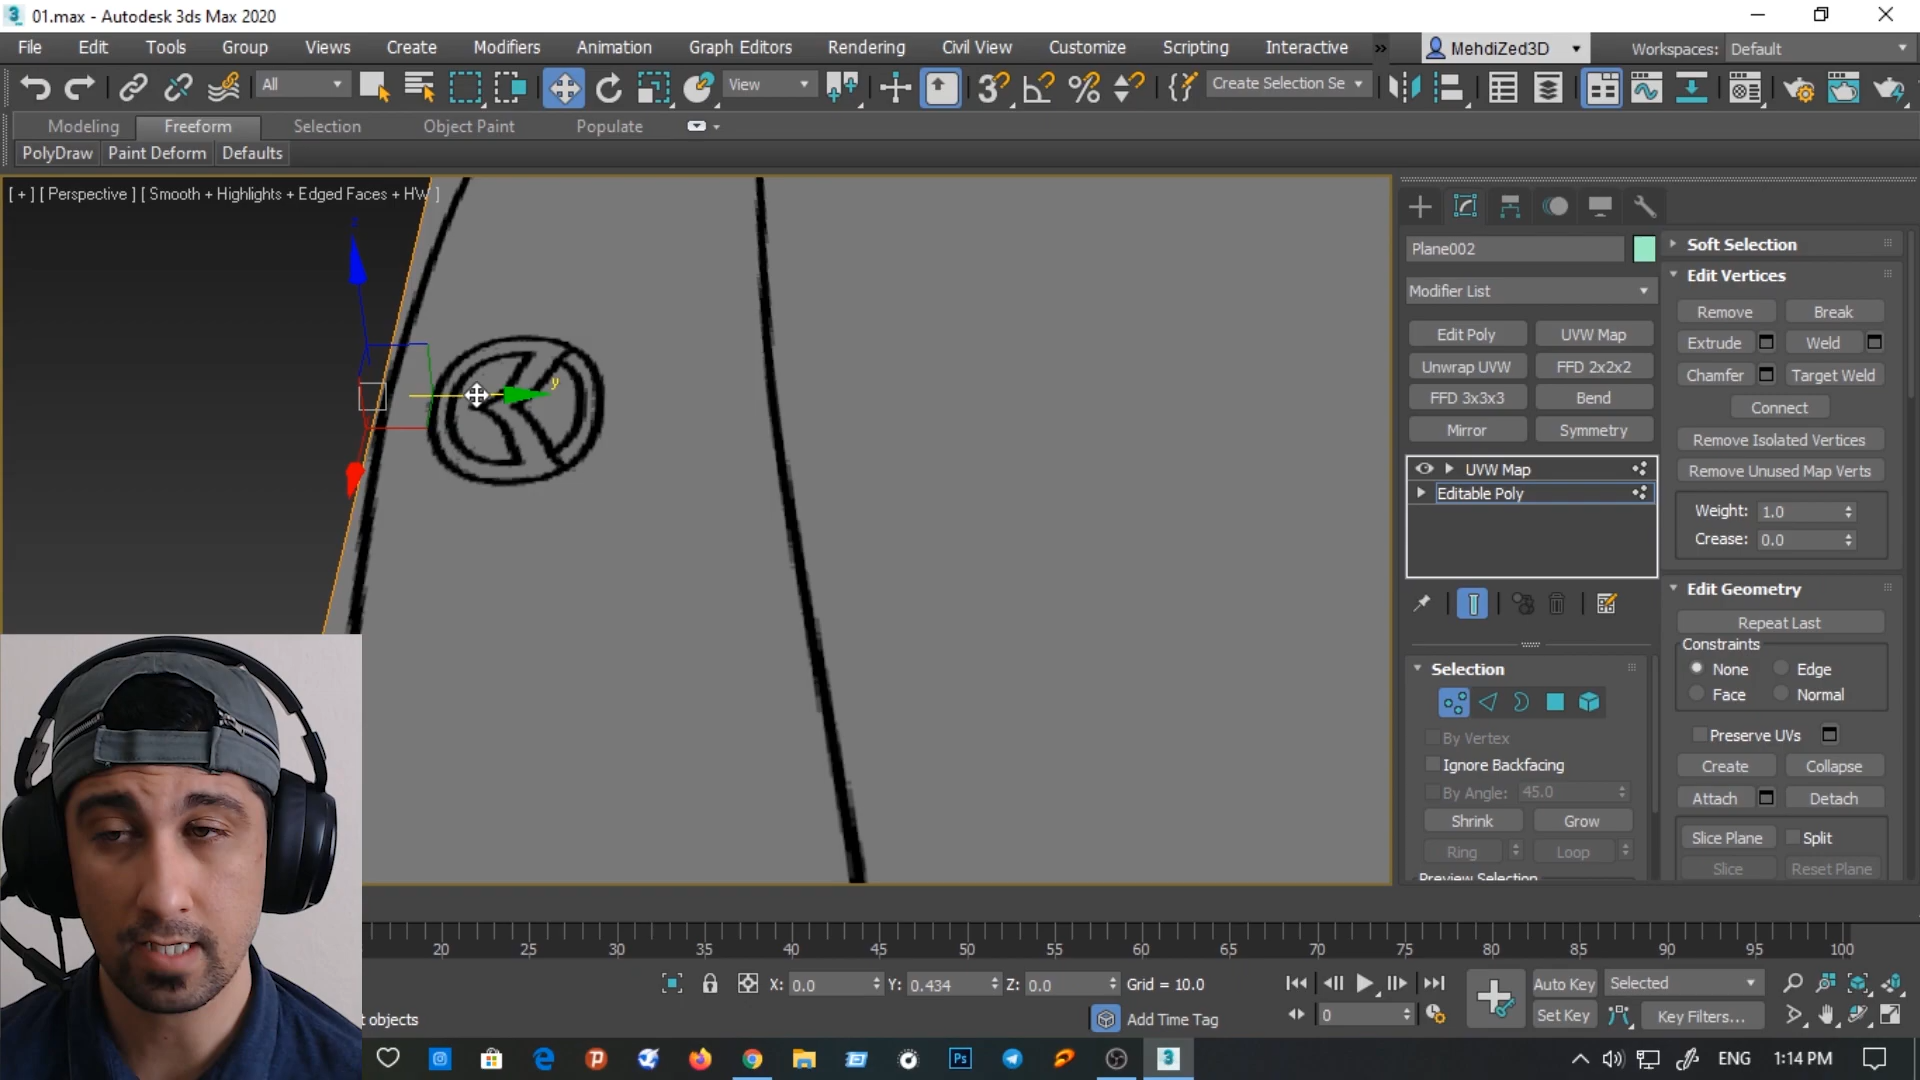 01.max - Autodesk 3ds Max 2020
File Edit Tools Group Views Create Modifiers Animation Graph Editors Rendering Civil View Customize Scripting Interactive » MehdiZed3D Workspaces: Default
All View Create Selection Se
Modeling Freeform Selection Object Paint Populate
PolyDraw Paint Deform Defaults
[ + ] [ Perspective ] [ Smooth + Highlights + Edged Faces + HW ]
z
y
Plane002
Modifier List
Edit Poly UVW Map
Unwrap UVW FFD 2x2x2
FFD 3x3x3 Bend
Mirror Symmetry
UVW Map
Editable Poly
Selection
By Vertex
Ignore Backfacing
By Angle: 45.0
Shrink Grow
Ring Loop
Preview Selection
Soft Selection
Edit Vertices
Remove Break
Extrude Weld
Chamfer Target Weld
Connect
Remove Isolated Vertices
Remove Unused Map Verts
Weight: 1.0
Crease: 0.0
Edit Geometry
Repeat Last
Constraints
None Edge
Face Normal
Preserve UVs
Create Collapse
Attach Detach
Slice Plane Split
Slice Reset Plane
20 25 30 35 40 45 50 55 60 65 70 75 80 85 90 95 100
X: 0.0 Y: 0.434 Z: 0.0 Grid = 10.0 Auto Key Selected
t objects Add Time Tag 0 Set Key Key Filters...
Ps 3 ENG 1:14 PM